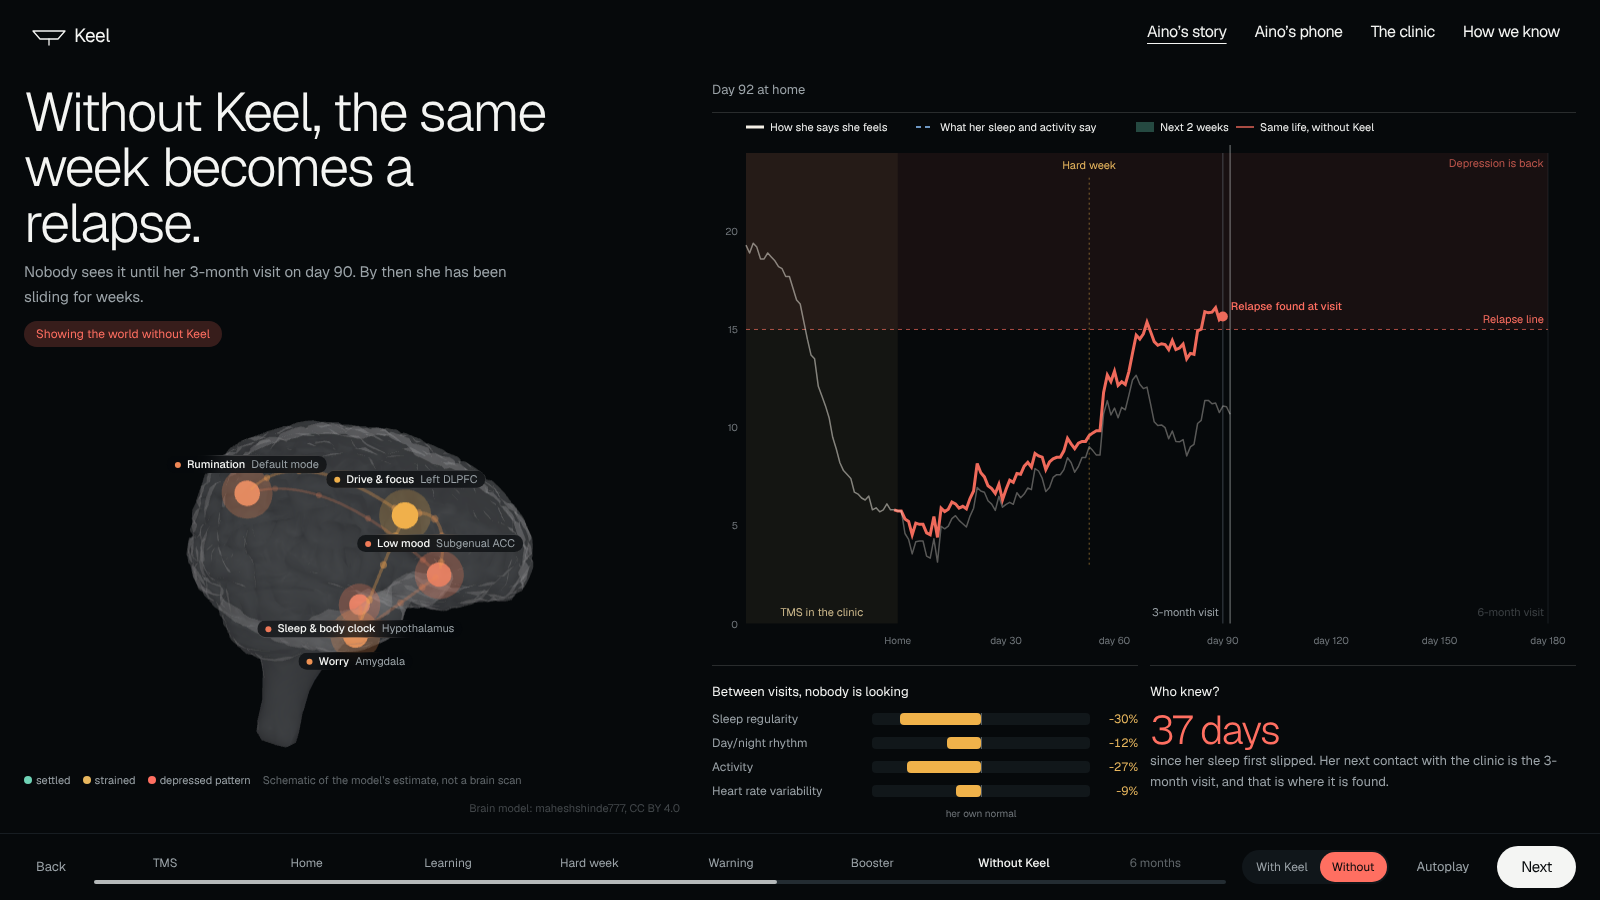 Keel
Aino's story
Aino's phone
The clinic
How we know
Without Keel, the same
week becomes a
relapse.
Nobody sees it until her 3-month visit on day 90. By then she has been
sliding for weeks.
Showing the world without Keel
Rumination Default mode
Drive & focus Left DLPFC
Low mood Subgenual ACC
Sleep & body clock Hypothalamus
Worry Amygdala
settled
strained
depressed pattern
Schematic of the model's estimate, not a brain scan
Brain model: maheshshinde777, CC BY 4.0
Day 92 at home
How she says she feels
What her sleep and activity say
Next 2 weeks
Same life, without Keel
Hard week
Depression is back
20
Relapse found at visit
Relapse line
15
10
5
TMS in the clinic
3-month visit
6-month visit
0
Home
day 30
day 60
day 90
day 120
day 150
day 180
Between visits, nobody is looking
Sleep regularity -30%
Day/night rhythm -12%
Activity -27%
Heart rate variability -9%
her own normal
Who knew?
37 days
since her sleep first slipped. Her next contact with the clinic is the 3-
month visit, and that is where it is found.
Back
TMS
Home
Learning
Hard week
Warning
Booster
Without Keel
6 months
With Keel
Without
Autoplay
Next